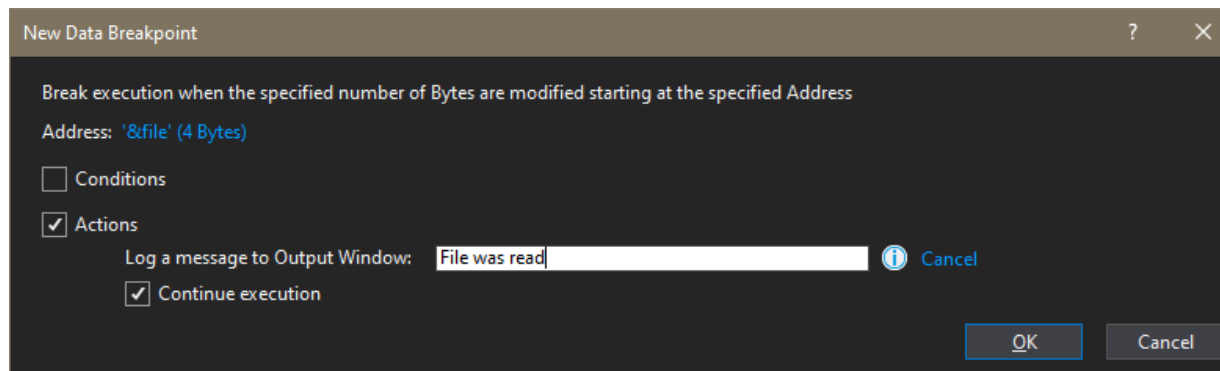 New Data Breakpoint ?
Break execution when the specified number of Bytes are modified starting at the specified Address
Address: '&file' (4 Bytes)
Conditions
Actions
Log a message to Output Window: File was read Cancel
Continue execution
OK Cancel